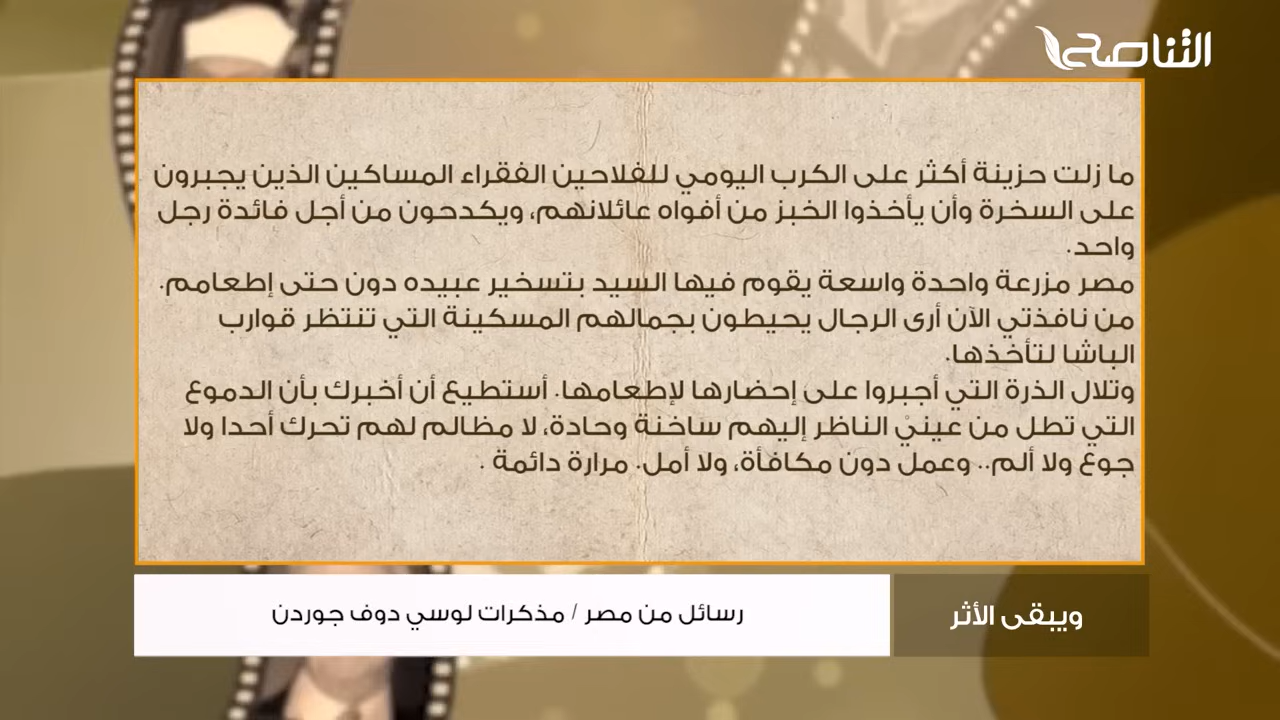 التناصح
ما زلت حزينة أكثر على الكرب اليومي للفلاحين الفقراء المساكين الذين يجبرون
على السخرة وأن يأخذوا الخبز من أفواه عائلانهم، ويكدحون من أجل فائدة رجل
واحد.
مصر مزرعة واحدة واسعة يقوم فيها السيد بتسخير عبيده دون حتى إطعامم.
من نافذتي الآن أرى الرجال يحيطون بجمالهم المسكينة التي تنتظر قوارب
الباشا لتأخذها.
وتلال الذرة التي أجبروا على إحضارها لإطعامها. أستطيع أن أخبرك بأن الدموع
التي تطل من عينيْ الناظر إليهم ساخنة وحادة، لا مظالم لهم تحرك أحدا ولا
جوع ولا ألم.. وعمل دون مكافأة، ولا أمل. مرارة دائمة .
ويبقى الأثر
رسائل من مصر / مذكرات لوسي دوف جوردن